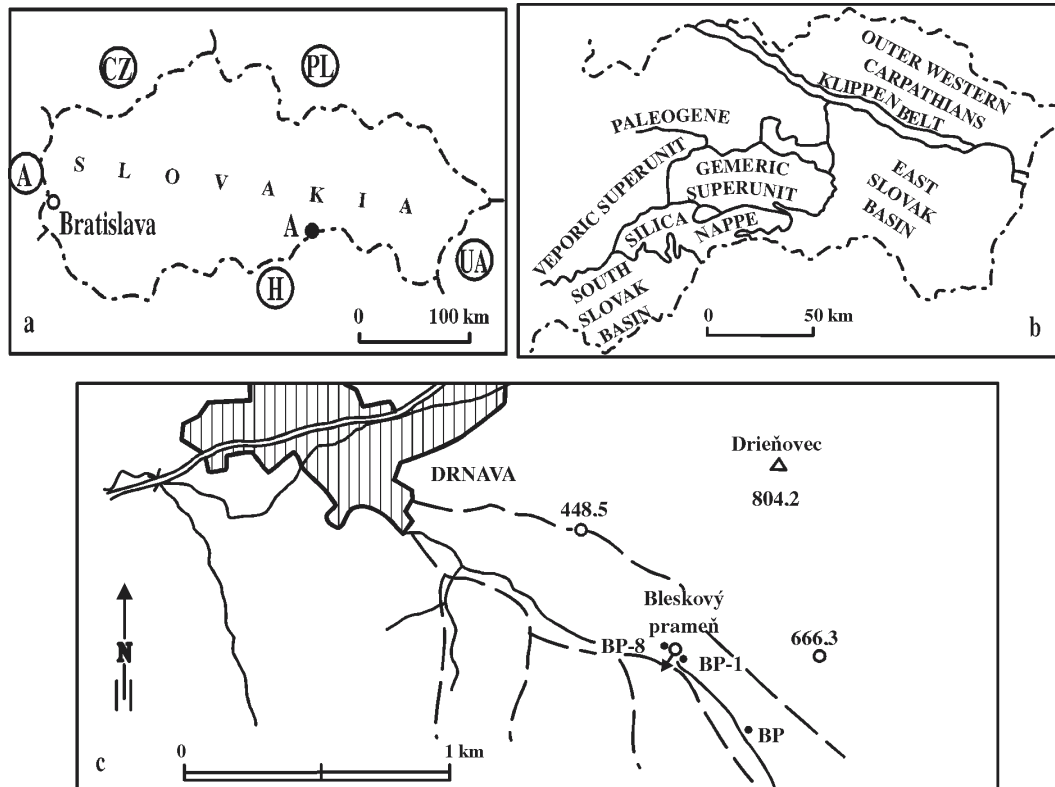 CZ
PL
S L O V A K I A
A
Bratislava
A
H
UA
a
0 100 km
OUTER WESTERN
CARPATHIANS
KLIPPEN BELT
PALEOGENE
VEPORIC SUPERUNIT
GEMERIC
SUPERUNIT
EAST
SLOVAK
BASIN
SILICA NAPPE
SOUTH
SLOVAK
BASIN
0 50 km
b
DRNAVA
Drieňovec
804.2
448.5
Bleskový
prameň
666.3
BP-8
BP-1
BP
N
0 1 km
c